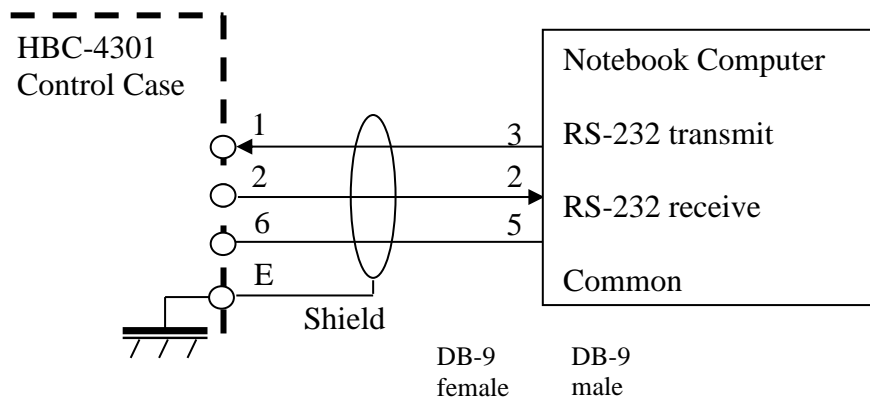 HBC-4301
Control Case
Notebook Computer
1
3
RS-232 transmit
2
2
RS-232 receive
6
5
E
Common
Shield
DB-9
female
DB-9
male